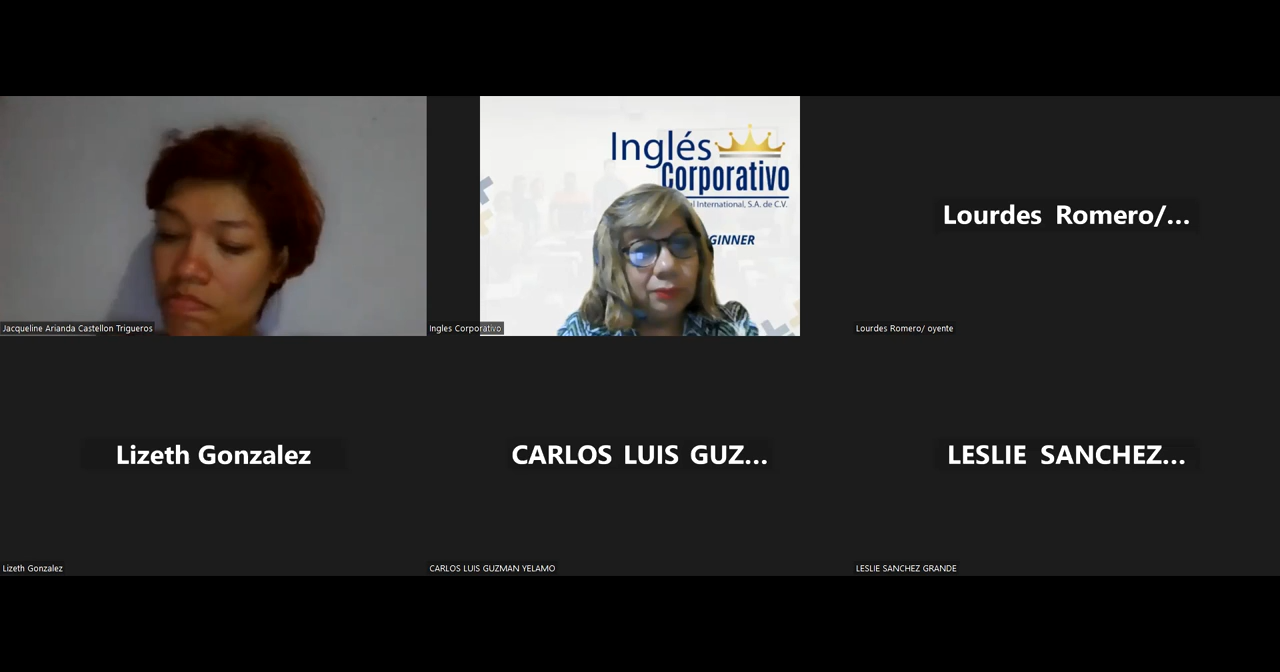 Inglés
Corporativo
l International, S.A. de C.V.
GINNER
Jacqueline Arianda Castellon Trigueros
Ingles Corporativo
Lourdes Romero/...
Lourdes Romero/ oyente
Lizeth Gonzalez
Lizeth Gonzalez
CARLOS LUIS GUZ...
CARLOS LUIS GUZMAN YELAMO
LESLIE SANCHEZ...
LESLIE SANCHEZ GRANDE